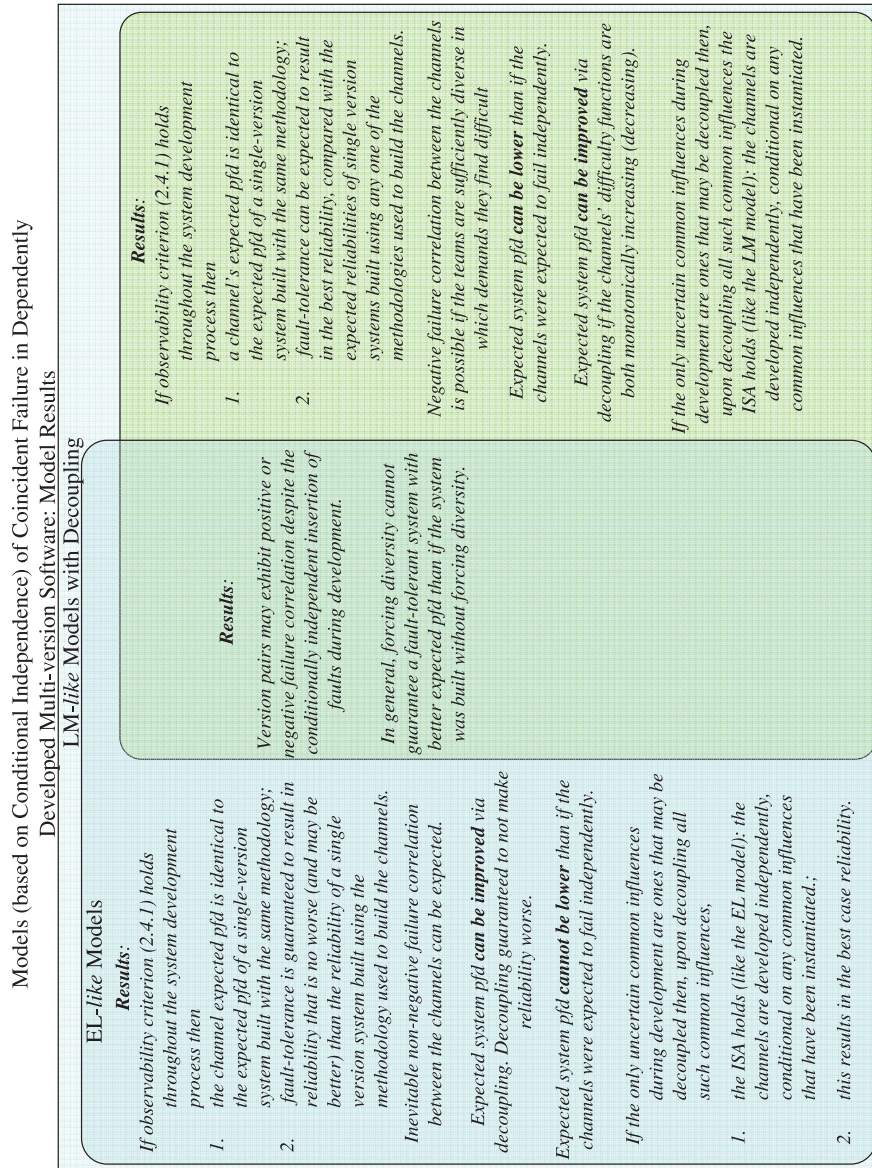 Models (based on Conditional Independence) of Coincident Failure in Dependently
Developed Multi-version Software: Model Results
LM-like Models with Decoupling
EL-like Models
Results:
If observability criterion (2.4.1) holds
throughout the system development
process then
1. the channel expected pfd is identical to
the expected pfd of a single-version
system built with the same methodology;
2. fault-tolerance is guaranteed to result in
reliability that is no worse (and may be
better) than the reliability of a single
version system built using the
methodology used to build the channels.
Inevitable non-negative failure correlation
between the channels can be expected.
Expected system pfd can be improved via
decoupling. Decoupling guaranteed to not make
reliability worse.
Expected system pfd cannot be lower than if the
channels were expected to fail independently.
If the only uncertain common influences
during development are ones that may be
decoupled then, upon decoupling all
such common influences,
1. the ISA holds (like the EL model): the
channels are developed independently,
conditional on any common influences
that have been instantiated.;
2. this results in the best case reliability.
Results:
Version pairs may exhibit positive or
negative failure correlation despite the
conditionally independent insertion of
faults during development.
In general, forcing diversity cannot
guarantee a fault-tolerant system with
better expected pfd than if the system
was built without forcing diversity.
Results:
If observability criterion (2.4.1) holds
throughout the system development
process then
1. a channel's expected pfd is identical to
the expected pfd of a single-version
system built with the same methodology;
2. fault-tolerance can be expected to result
in the best reliability, compared with the
expected reliabilities of single version
systems built using any one of the
methodologies used to build the channels.
Negative failure correlation between the channels
is possible if the teams are sufficiently diverse in
which demands they find difficult
Expected system pfd can be lower than if the
channels were expected to fail independently.
Expected system pfd can be improved via
decoupling if the channels' difficulty functions are
both monotonically increasing (decreasing).
If the only uncertain common influences during
development are ones that may be decoupled then,
upon decoupling all such common influences the
ISA holds (like the LM model): the channels are
developed independently, conditional on any
common influences that have been instantiated.